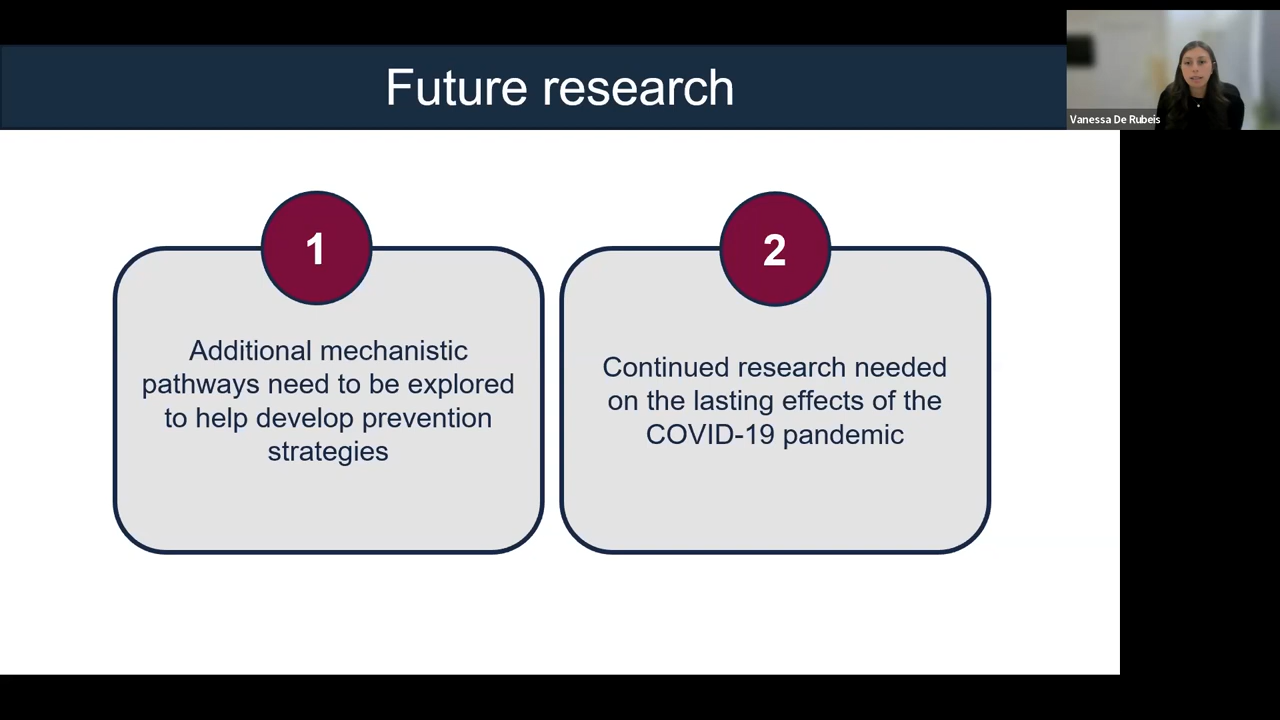 Future research
Vanessa De Rubeis
1
2
Additional mechanistic
pathways need to be explored
to help develop prevention
strategies
Continued research needed
on the lasting effects of the
COVID-19 pandemic